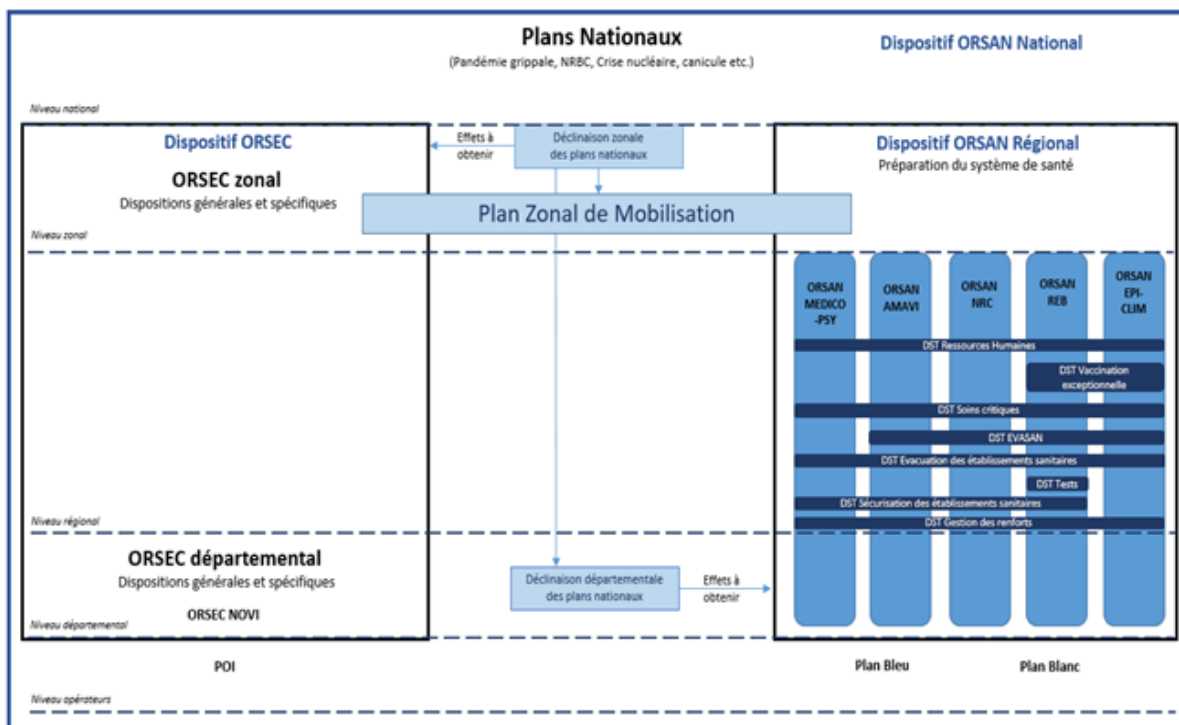 Plans Nationaux
(Pandémie grippale, NRBC, Crise nucléaire, canicule etc.)
Dispositif ORSAN National
Niveau national
Dispositif ORSEC
ORSEC zonal
Dispositions générales et spécifiques
Effets à
obtenir
Déclinaison zonale
des plans nationaux
Dispositif ORSAN Régional
Préparation du système de santé
Plan Zonal de Mobilisation
Niveau zonal
ORSAN
MEDICO
-PSY
ORSAN
AMAVI
ORSAN
NRC
ORSAN
REB
ORSAN
EPI-
CLIM
DST Ressources Humaines
DST Vaccination
exceptionnelle
DST Soins critiques
DST EVASAN
DST Evacuation des établissements sanitaires
DST Tests
DST Sécurisation des établissements sanitaires
DST Gestion des renforts
Niveau régional
ORSEC départemental
Dispositions générales et spécifiques
ORSEC NOVI
Déclinaison départementale
des plans nationaux
Effets à
obtenir
Niveau départemental
POI
Plan Bleu
Plan Blanc
Niveau opérateurs